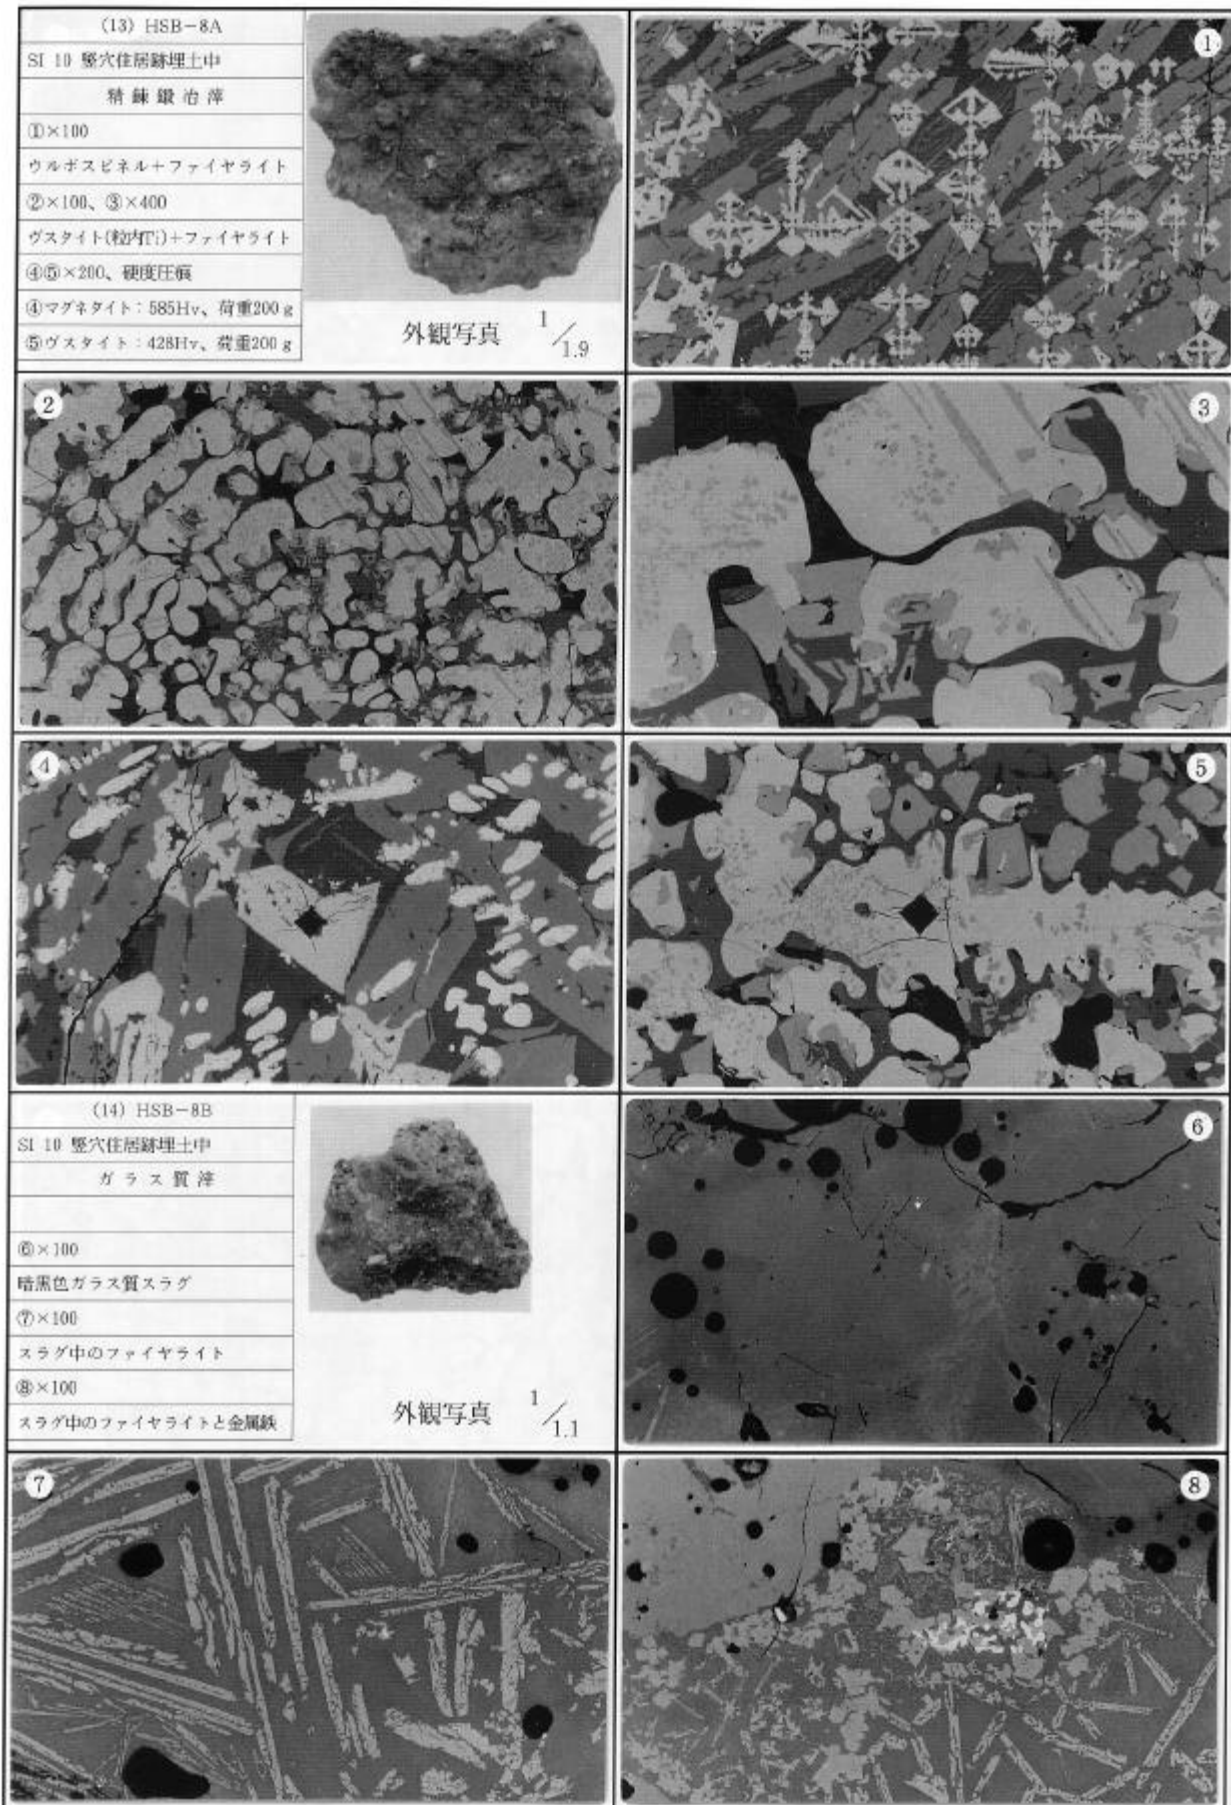 (13) HSB-8A
SI 10 竪穴住居跡埋土中
精錬鍛冶滓
①×100
ウルボスピネル+ファイヤライト
②×100、③×400
ヴスタイト(粒内Ti)+ファイヤライト
④⑤×200、硬度圧痕
④マグネタイト:585Hv、荷重200g
⑤ヴスタイト:428Hv、荷重200g
外観写真 1/1.9
①
②
③
④
⑤
(14) HSB-8B
SI 10 竪穴住居跡埋土中
ガラス質滓
⑥×100
暗黒色ガラス質スラグ
⑦×100
スラグ中のファイヤライト
⑧×100
スラグ中のファイヤライトと金属鉄
外観写真 1/1.1
⑥
⑦
⑧